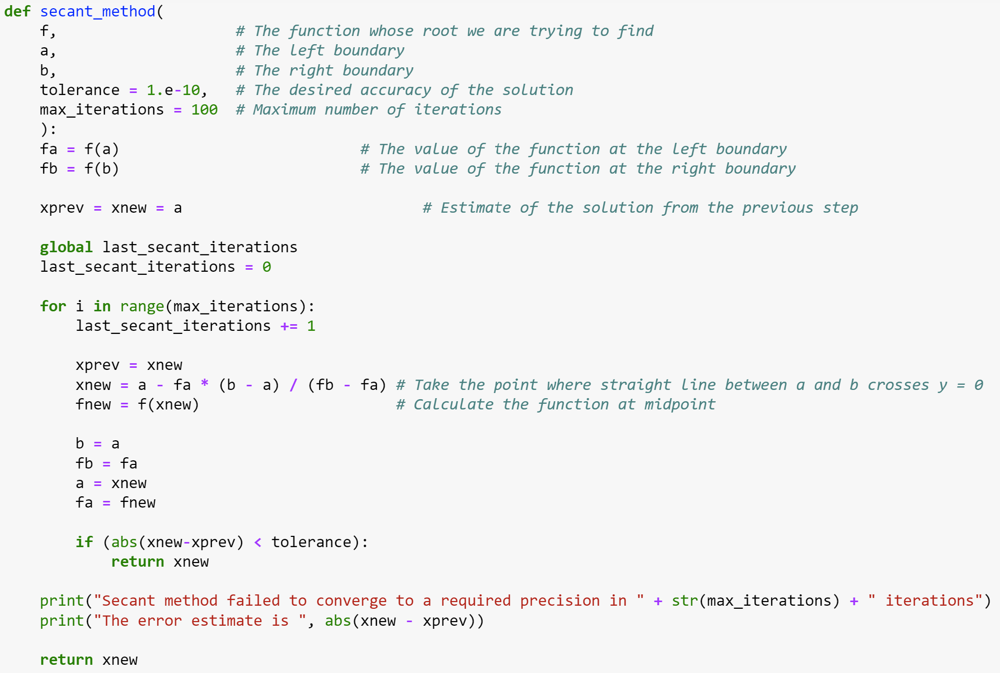 def secant_method(
    f,                    # The function whose root we are trying to find
    a,                    # The left boundary
    b,                    # The right boundary
    tolerance = 1.e-10,   # The desired accuracy of the solution
    max_iterations = 100  # Maximum number of iterations
    ):
    fa = f(a)                           # The value of the function at the left boundary
    fb = f(b)                           # The value of the function at the right boundary

    xprev = xnew = a                           # Estimate of the solution from the previous step

    global last_secant_iterations
    last_secant_iterations = 0

    for i in range(max_iterations):
        last_secant_iterations += 1

        xprev = xnew
        xnew = a - fa * (b - a) / (fb - fa) # Take the point where straight line between a and b crosses y = 0
        fnew = f(xnew)                      # Calculate the function at midpoint

        b = a
        fb = fa
        a = xnew
        fa = fnew

        if (abs(xnew-xprev) < tolerance):
            return xnew

    print("Secant method failed to converge to a required precision in " + str(max_iterations) + " iterations")
    print("The error estimate is ", abs(xnew - xprev))

    return xnew